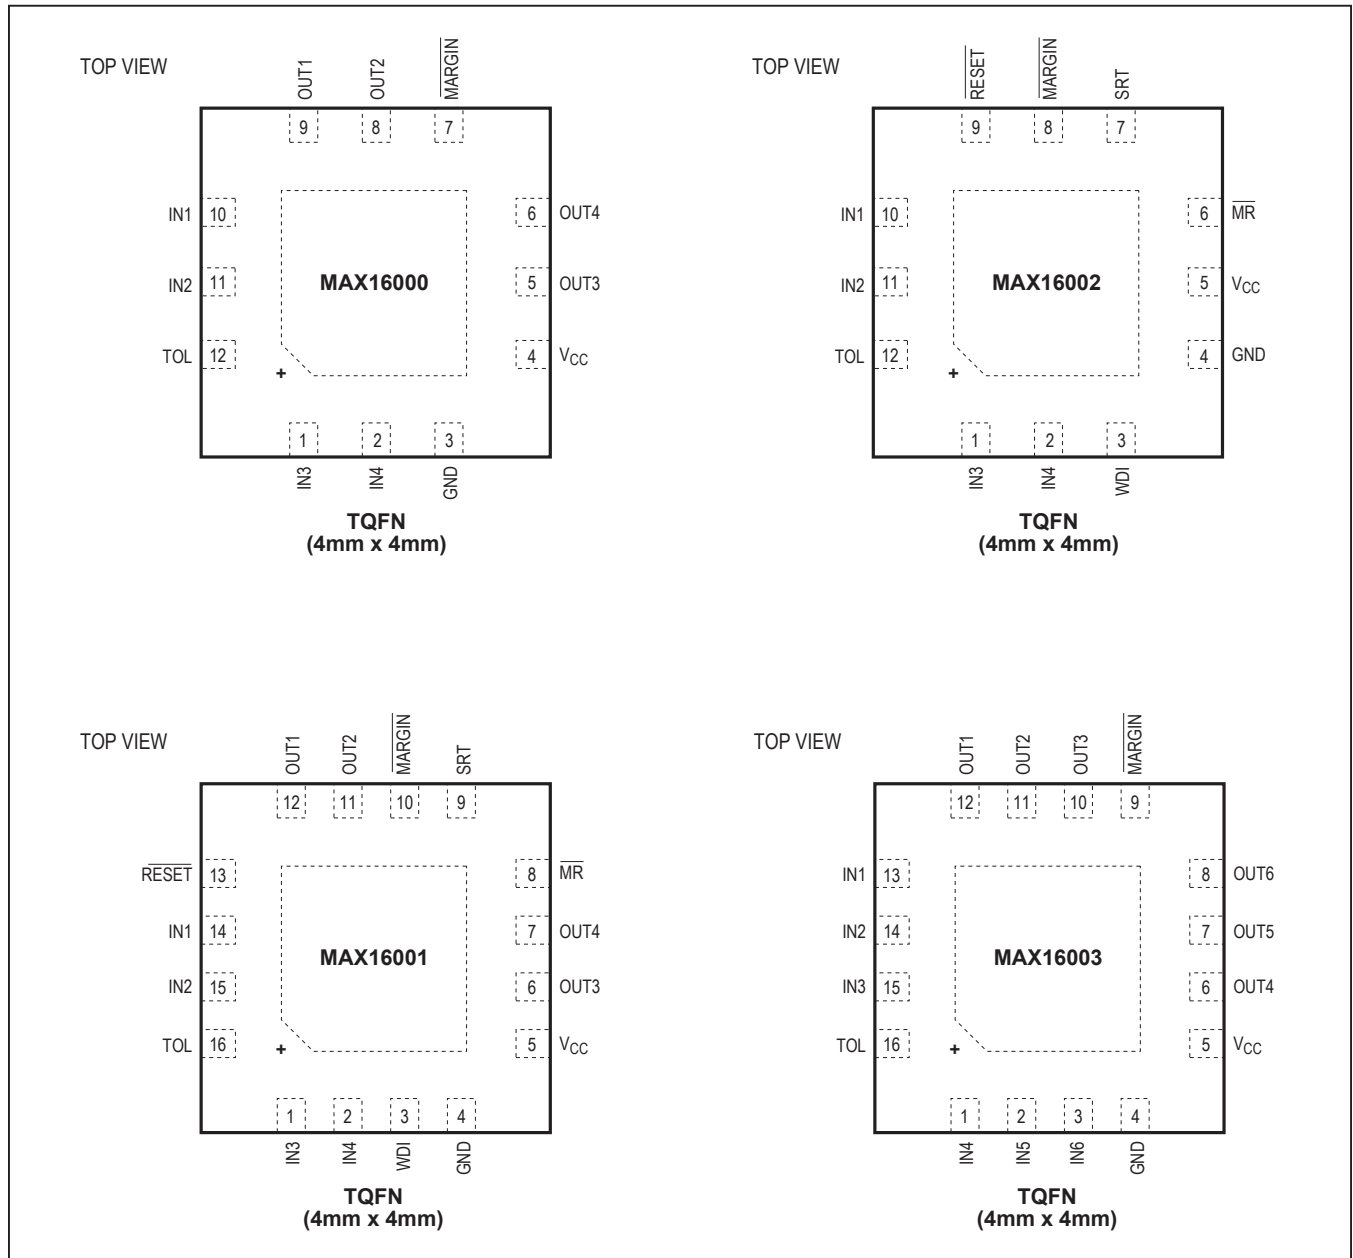 TOP VIEW
OUT1
OUT2
MARGIN
9
8
7
IN1
10
6
OUT4
IN2
11
MAX16000
5
OUT3
TOL
12
4
VCC
+
1
2
3
IN3
IN4
GND
TQFN
(4mm x 4mm)
TOP VIEW
RESET
MARGIN
SRT
9
8
7
IN1
10
6
MR
IN2
11
MAX16002
5
VCC
TOL
12
4
GND
+
1
2
3
IN3
IN4
WDI
TQFN
(4mm x 4mm)
TOP VIEW
OUT1
OUT2
MARGIN
SRT
12
11
10
9
RESET
13
8
MR
IN1
14
7
OUT4
MAX16001
IN2
15
6
OUT3
TOL
16
5
VCC
+
1
2
3
4
IN3
IN4
WDI
GND
TQFN
(4mm x 4mm)
TOP VIEW
OUT1
OUT2
OUT3
MARGIN
12
11
10
9
IN1
13
8
OUT6
IN2
14
7
OUT5
MAX16003
IN3
15
6
OUT4
TOL
16
5
VCC
+
1
2
3
4
IN4
IN5
IN6
GND
TQFN
(4mm x 4mm)